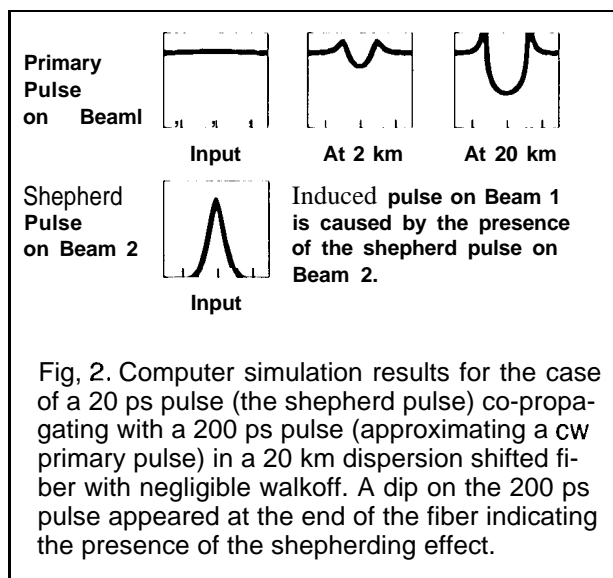 Primary
Pulse
on Beaml
Input
At 2 km
At 20 km
Shepherd
Pulse
on Beam 2
Input
Induced pulse on Beam 1
is caused by the presence
of the shepherd pulse on
Beam 2.
Fig, 2. Computer simulation results for the case
of a 20 ps pulse (the shepherd pulse) co-propa-
gating with a 200 ps pulse (approximating a cw
primary pulse) in a 20 km dispersion shifted fi-
ber with negligible walkoff. A dip on the 200 ps
pulse appeared at the end of the fiber indicating
the presence of the shepherding effect.